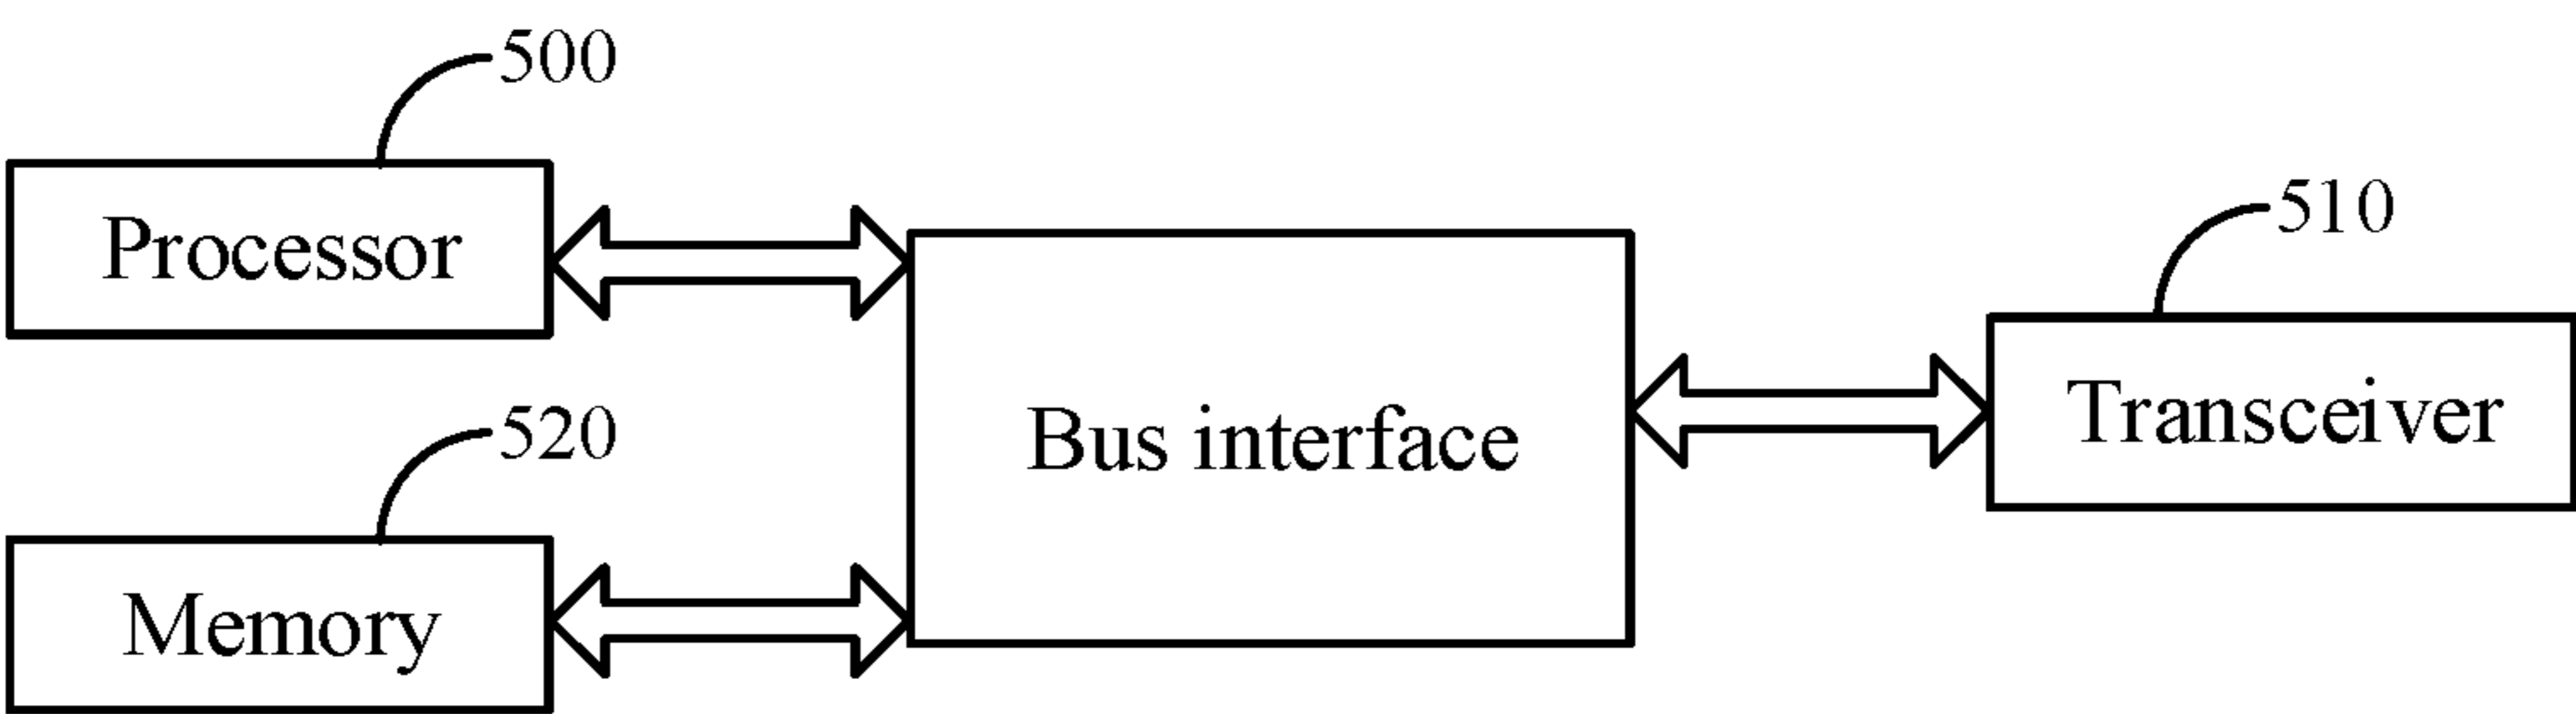 500
Processor
510
Transceiver
Bus interface
520
Memory